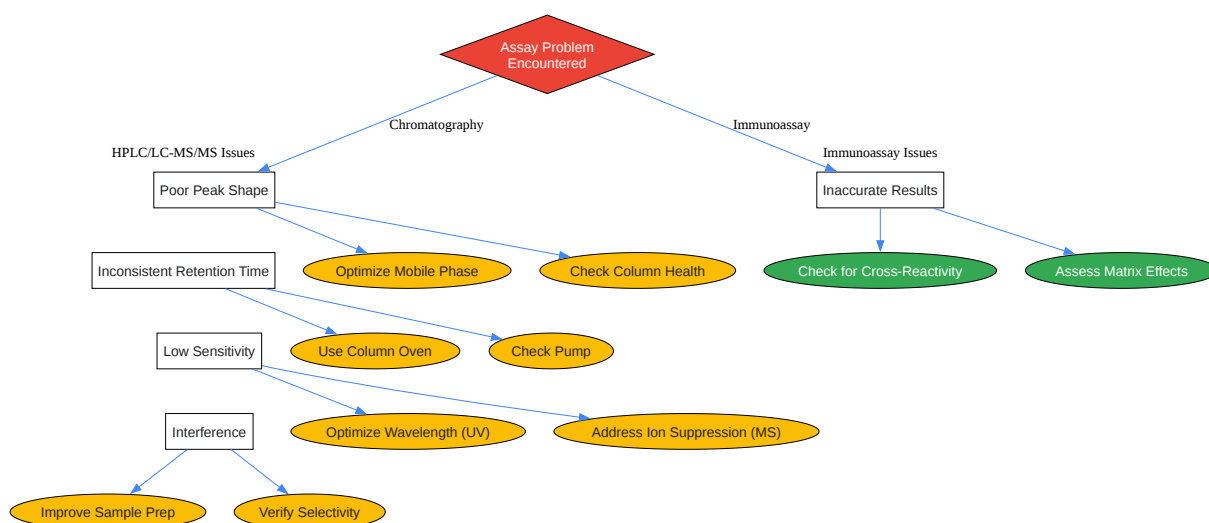 Assay Problem
Encountered
Chromatography
Immunoassay
HPLC/LC-MS/MS Issues
Immunoassay Issues
Poor Peak Shape
Inaccurate Results
Inconsistent Retention Time
Optimize Mobile Phase
Check Column Health
Check for Cross-Reactivity
Assess Matrix Effects
Low Sensitivity
Use Column Oven
Check Pump
Interference
Optimize Wavelength (UV)
Address Ion Suppression (MS)
Improve Sample Prep
Verify Selectivity